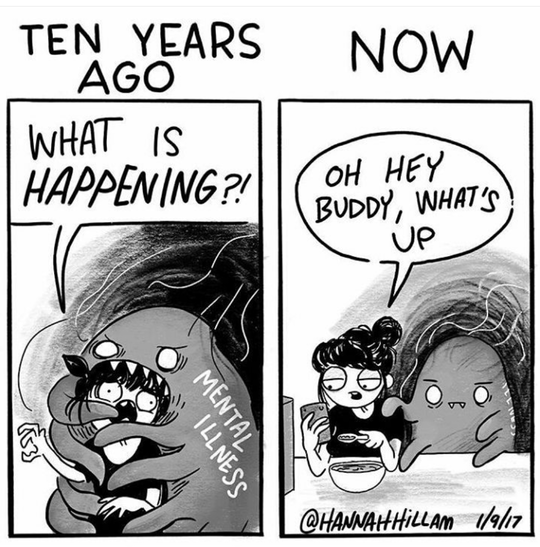 TEN YEARS
AGO
NOW
WHAT IS
HAPPENING?!
MENTAL
ILLNESS
OH HEY
BUDDY, WHAT'S
UP
@HANNAHHILLAM 1/9/17